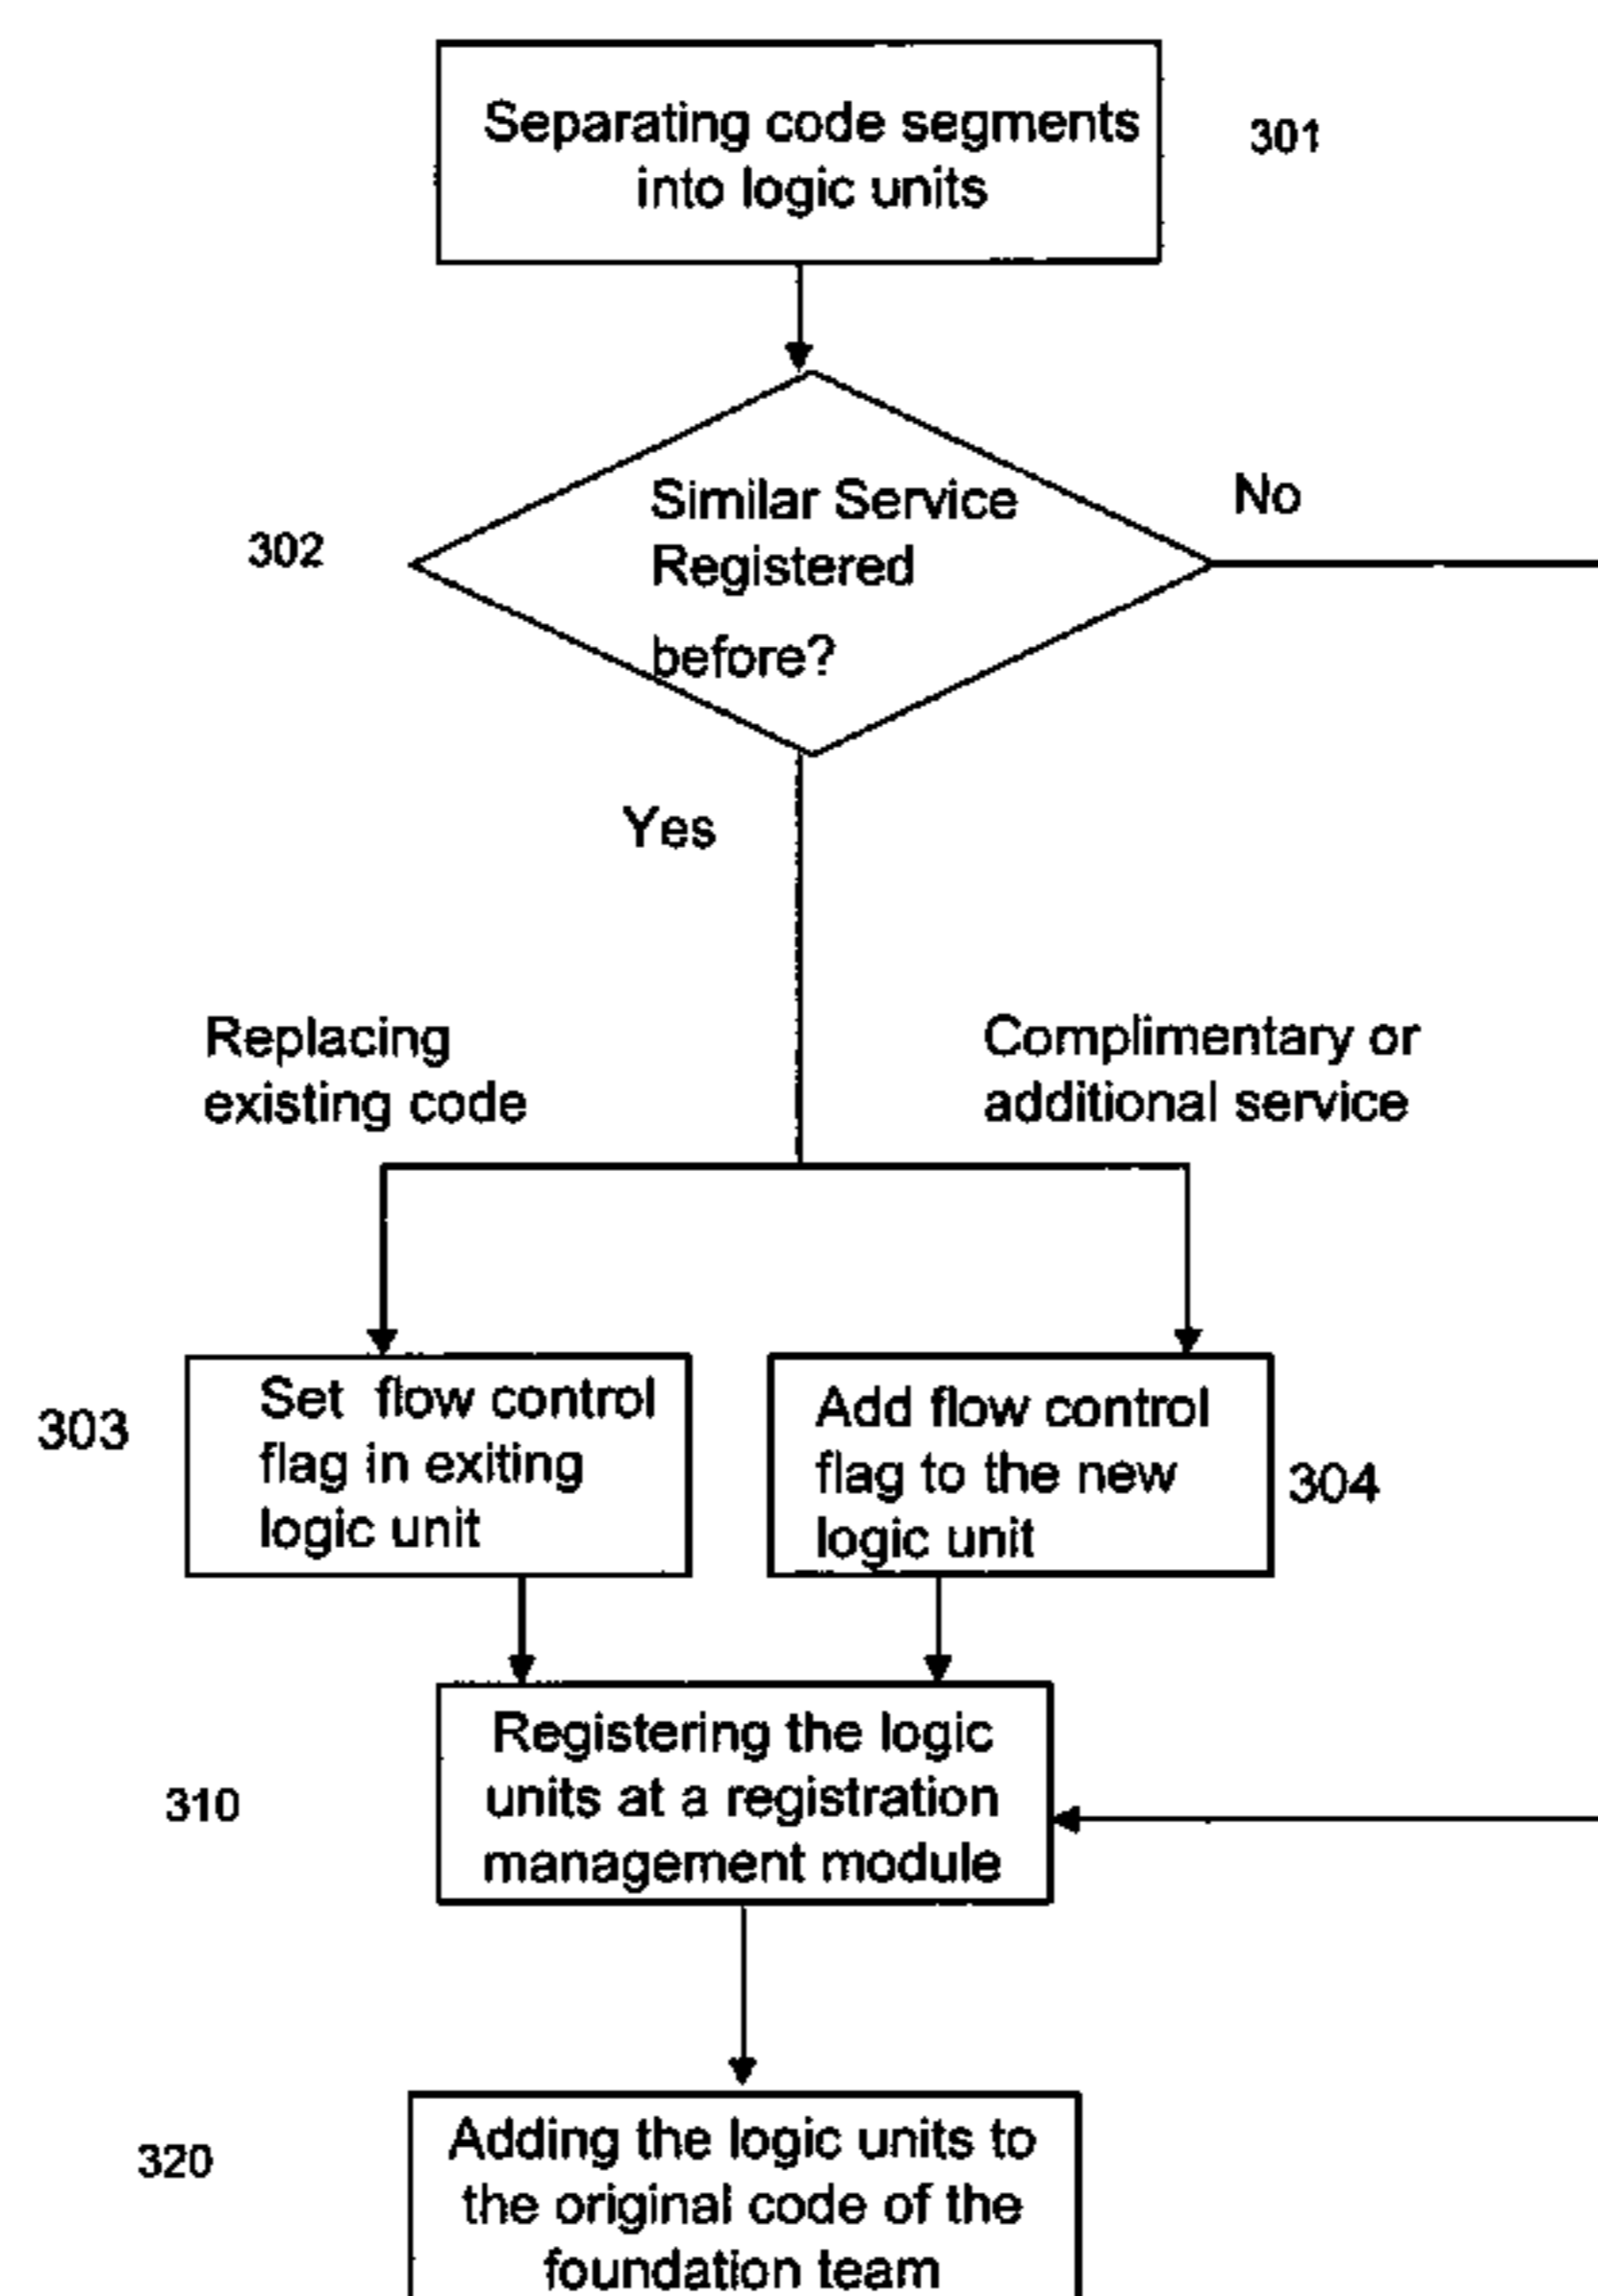 Separating code segments
into logic units
301
Similar Service
Registered
before?
302
No
Yes
Replacing
existing code
Complimentary or
additional service
303
Set flow control
flag in exiting
logic unit
Add flow control
flag to the new
logic unit
304
Registering the logic
units at a registration
management module
310
320
Adding the logic units to
the original code of the
foundation team